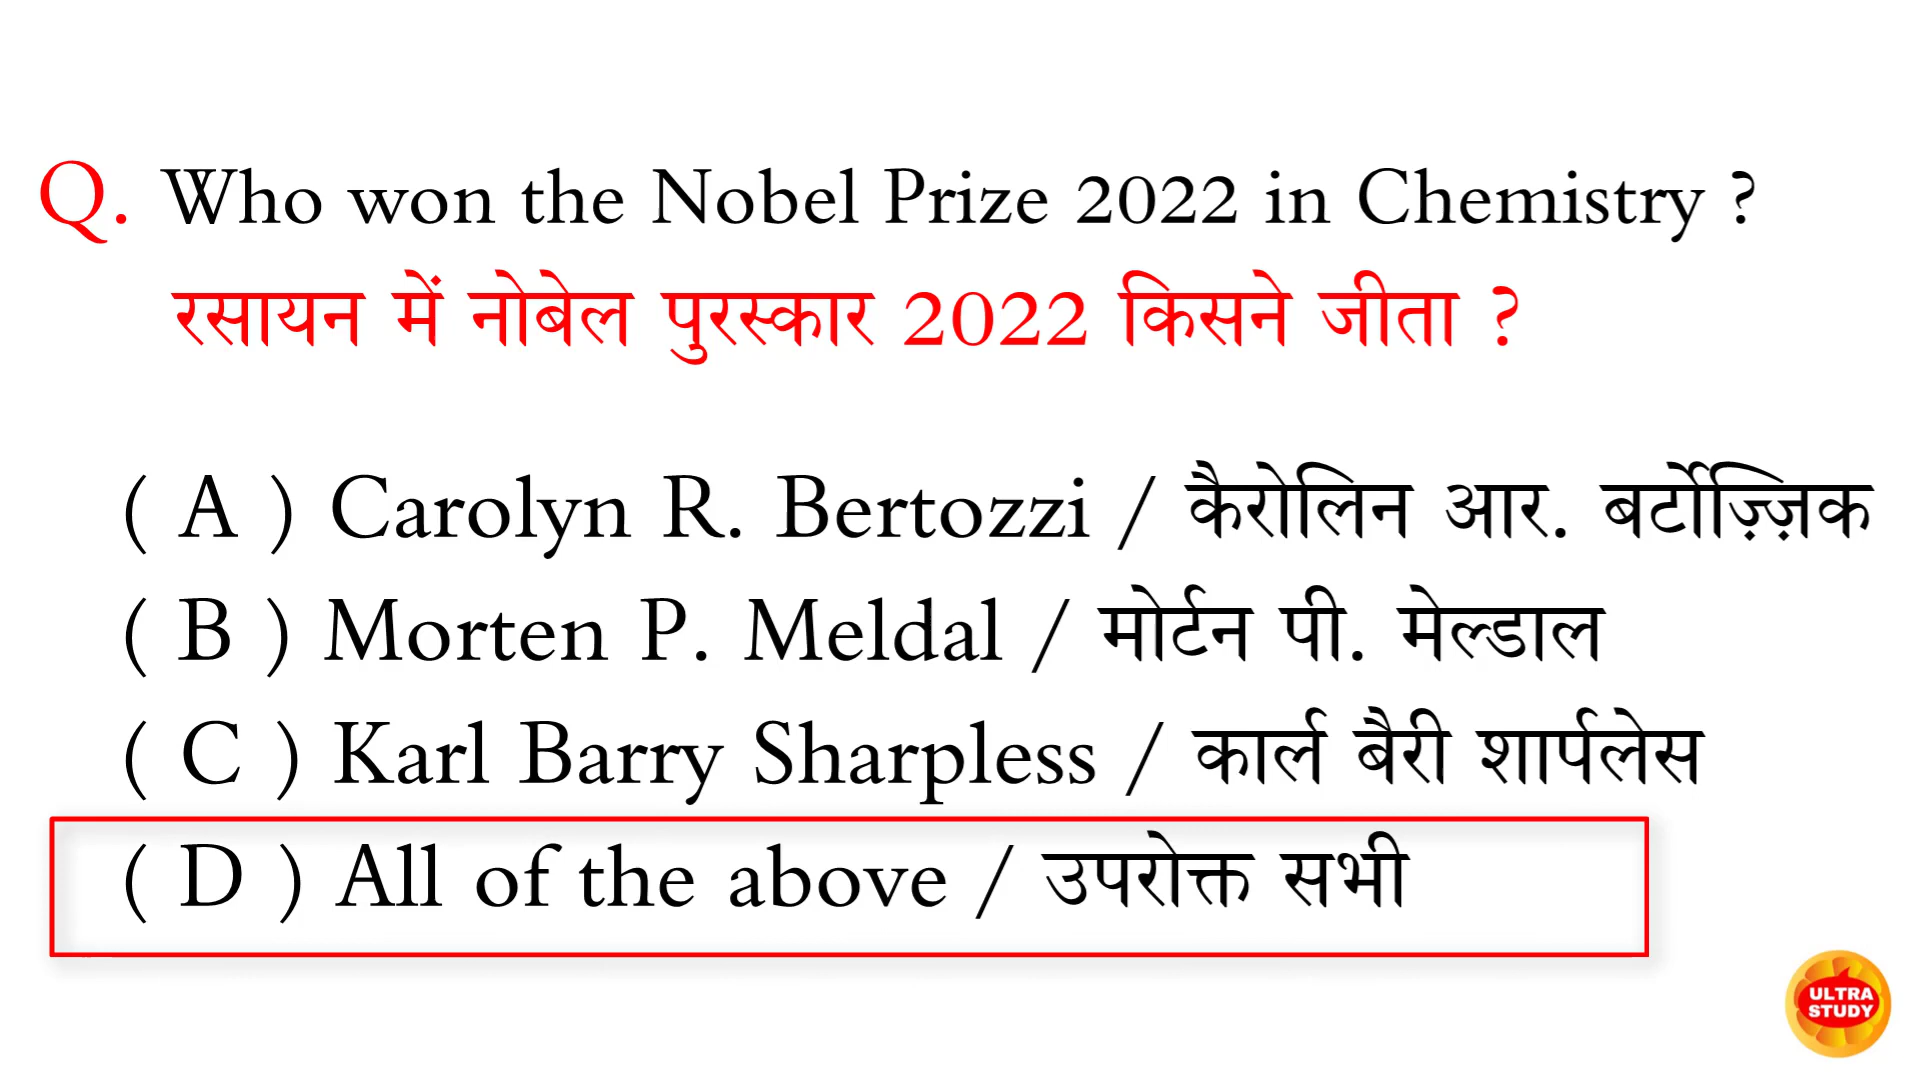 Q. Who won the Nobel Prize 2022 in Chemistry ?
रसायन में नोबेल पुरस्कार 2022 किसने जीता ?
( A ) Carolyn R. Bertozzi / कैरोलिन आर. बर्टोज़्ज़िक
( B ) Morten P. Meldal / मोर्टन पी. मेल्डाल
( C ) Karl Barry Sharpless / कार्ल बैरी शार्पलेस
( D ) All of the above / उपरोक्त सभी
ULTRA
STUDY